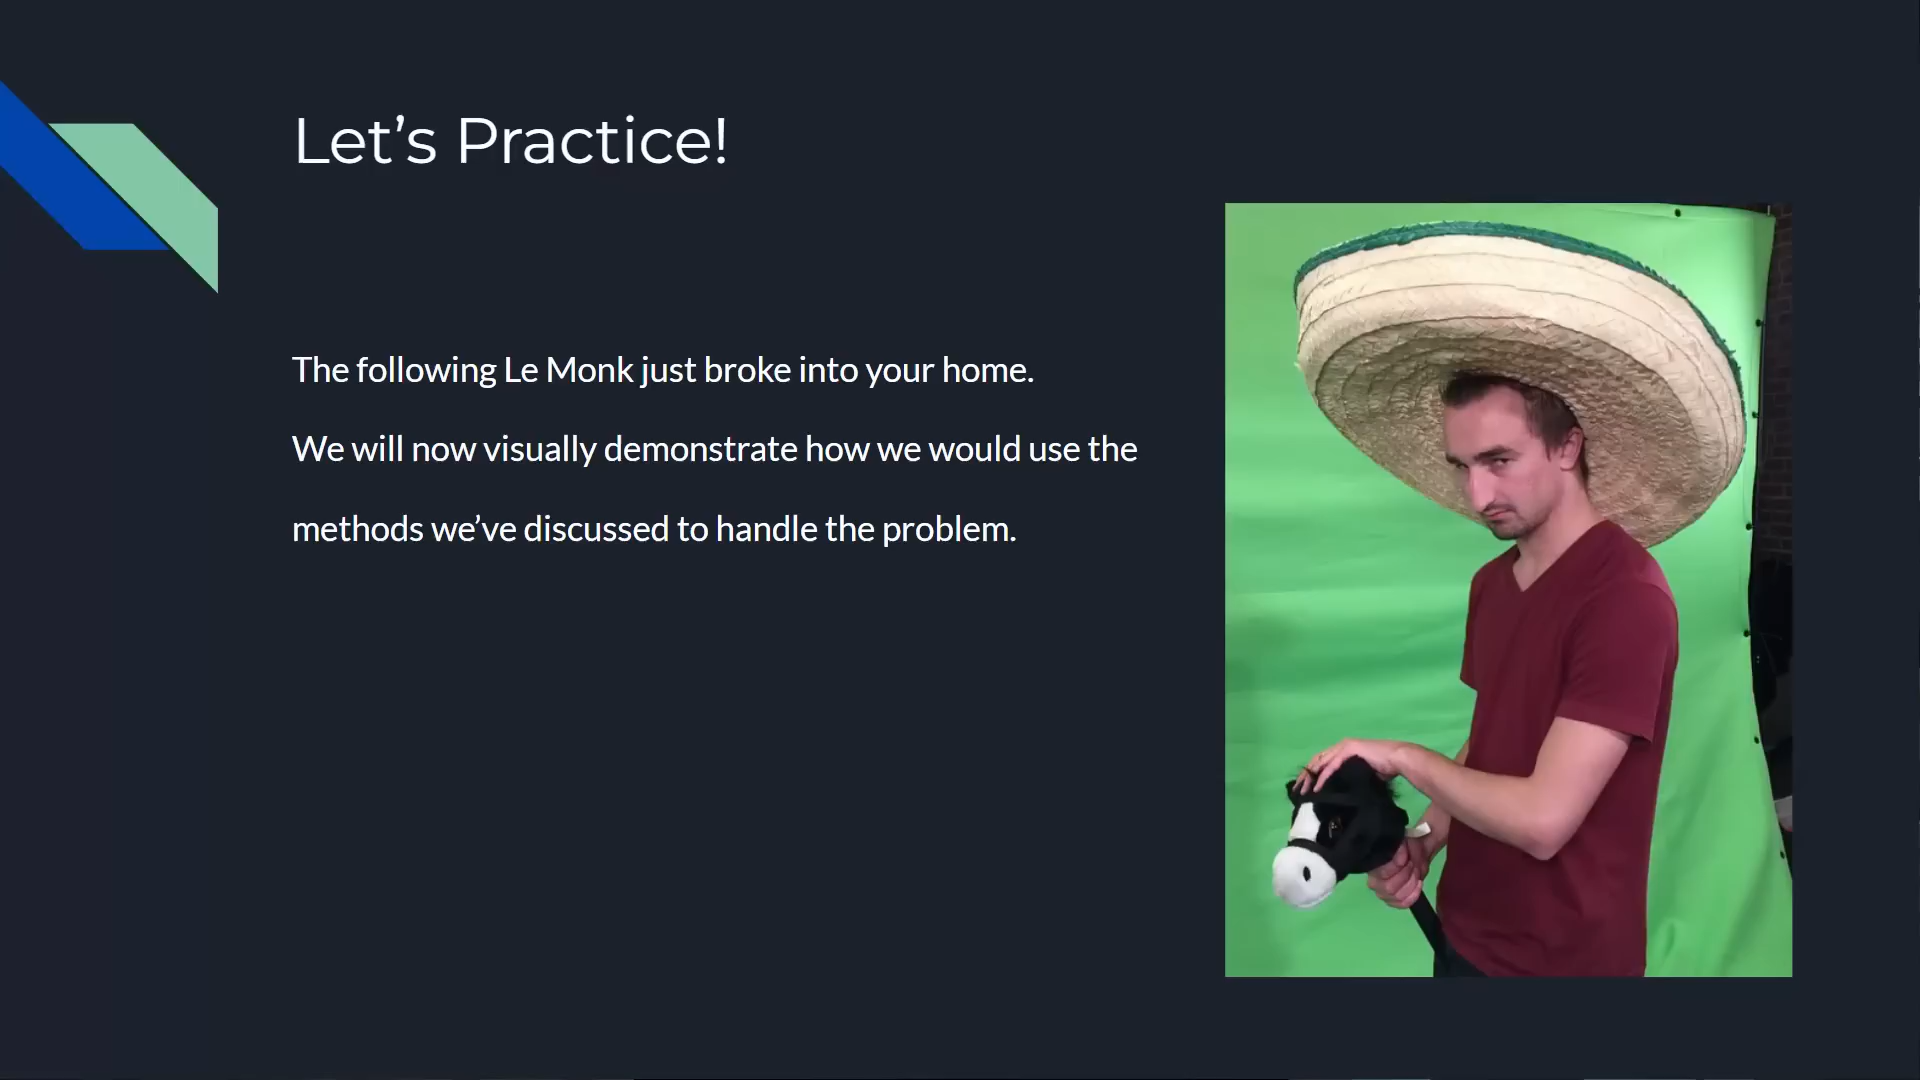 Let’s Practice!
The following Le Monk just broke into your home.
We will now visually demonstrate how we would use the
methods we’ve discussed to handle the problem.